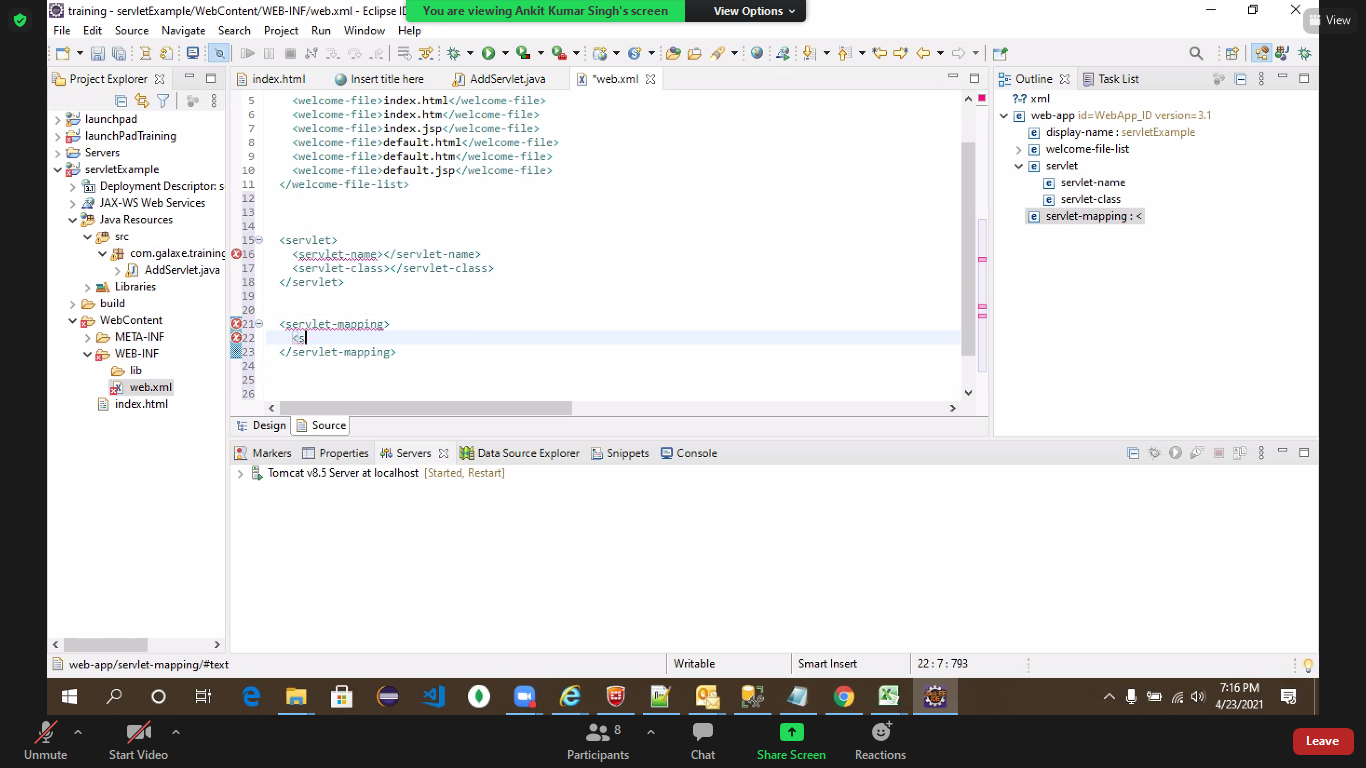 training - servletExample/WebContent/WEB-INF/web.xml - Eclipse ID
You are viewing Ankit Kumar Singh's screen
View Options
View
File Edit Source Navigate Search Project Run Window Help
Project Explorer
index.html
Insert title here
AddServlet.java
*web.xml
Outline
Task List
launchpad
launchPadTraining
Servers
servletExample
Deployment Descriptor: s
JAX-WS Web Services
Java Resources
src
com.galaxe.training
AddServlet.java
Libraries
build
WebContent
META-INF
WEB-INF
lib
web.xml
index.html
5 <welcome-file>index.html</welcome-file>
6 <welcome-file>index.htm</welcome-file>
7 <welcome-file>index.jsp</welcome-file>
8 <welcome-file>default.html</welcome-file>
9 <welcome-file>default.htm</welcome-file>
10 <welcome-file>default.jsp</welcome-file>
11 </welcome-file-list>
12
13
14
15 <servlet>
16 <servlet-name></servlet-name>
17 <servlet-class></servlet-class>
18 </servlet>
19
20
21 <servlet-mapping>
22 <s
23 </servlet-mapping>
24
25
26
Design
Source
xml
web-app id=WebApp_ID version=3.1
display-name : servletExample
welcome-file-list
servlet
servlet-name
servlet-class
servlet-mapping : <
Markers
Properties
Servers
Data Source Explorer
Snippets
Console
Tomcat v8.5 Server at localhost [Started, Restart]
web-app/servlet-mapping/#text
Writable
Smart Insert
22 : 7 : 793
7:16 PM
4/23/2021
Unmute
Start Video
Participants
8
Chat
Share Screen
Reactions
Leave